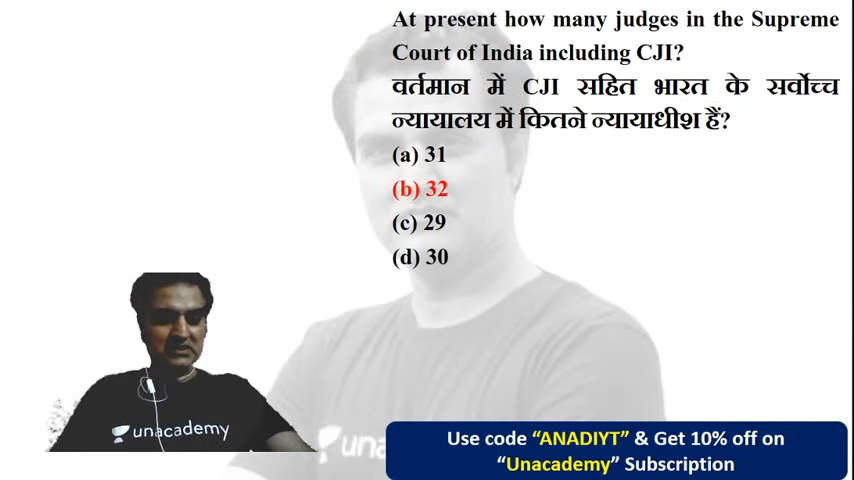 At present how many judges in the Supreme
Court of India including CJI?
वर्तमान में CJI सहित भारत के सर्वोच्च
न्यायालय में कितने न्यायाधीश हैं?
(a) 31
(b) 32
(c) 29
(d) 30
unacademy
una
Use code “ANADIYT” & Get 10% off on
“Unacademy” Subscription